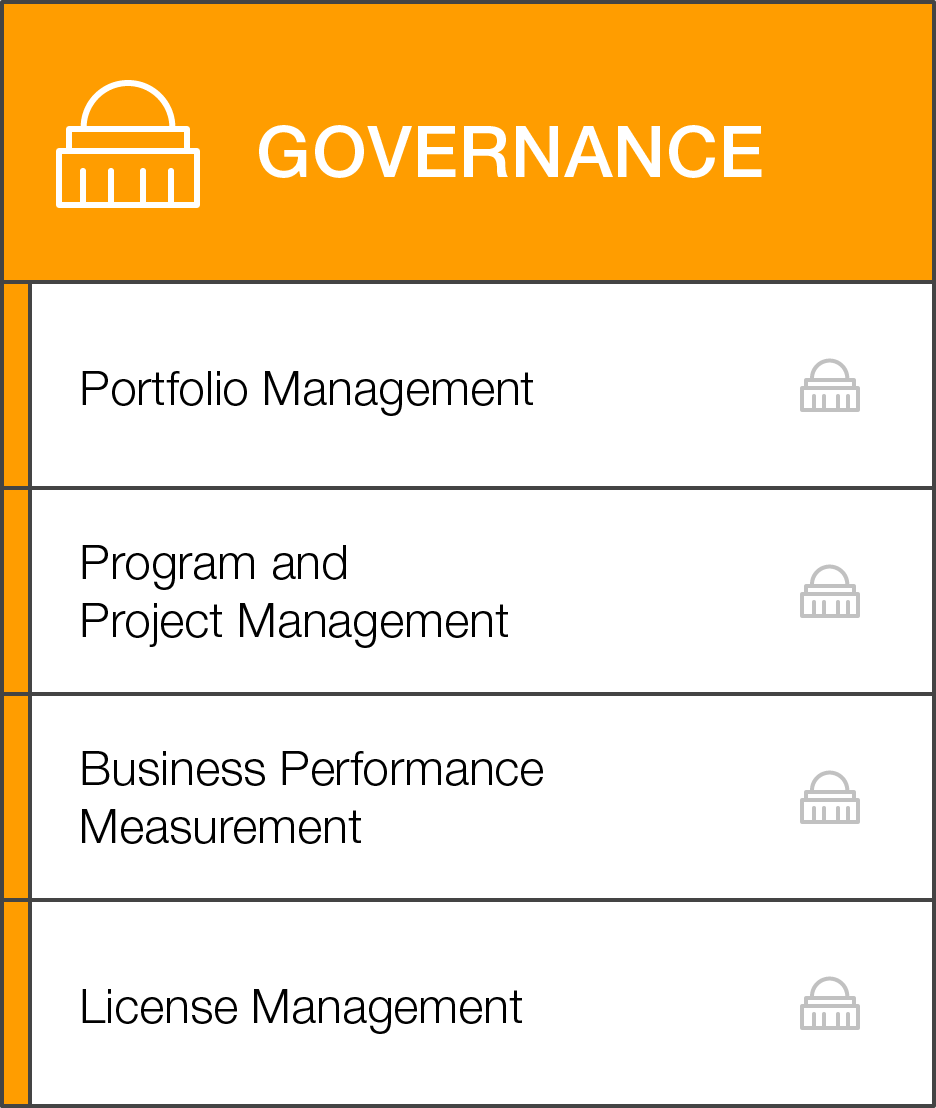 GOVERNANCE
Portfolio Management
Program and
Project Management
Business Performance
Measurement
License Management